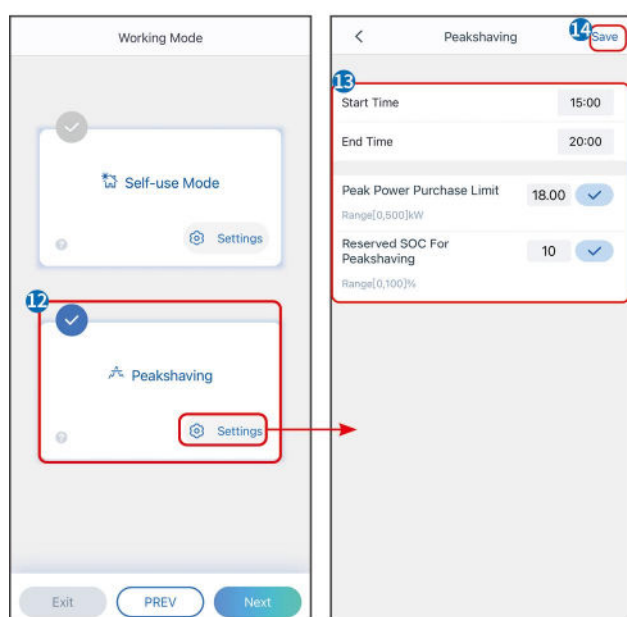 Working Mode
Self-use Mode
Settings
12
Peakshaving
Settings
Exit
PREV
Next
Peakshaving
14
Save
13
Start Time
15:00
End Time
20:00
Peak Power Purchase Limit
18.00
Range[0,500]kW
Reserved SOC For
Peakshaving
10
Range[0,100]%